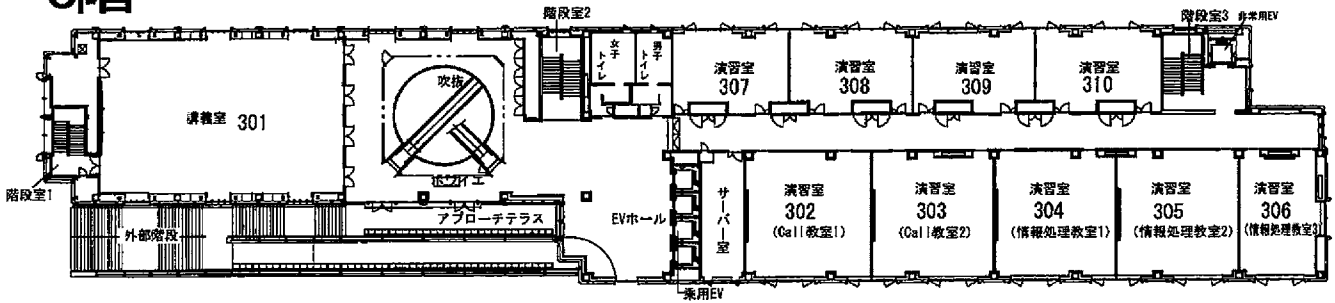 階段室2
階段室3
非常用EV
吹抜
女子
トイレ
男子
トイレ
演習室
307
演習室
308
演習室
309
演習室
310
講義室 301
ホワイエ
階段室1
アプローチテラス
外部階段
EVホール
サーバー室
演習室
302
(Call教室1)
演習室
303
(Call教室2)
演習室
304
(情報処理教室1)
演習室
305
(情報処理教室2)
演習室
306
(情報処理教室3)
乗用EV